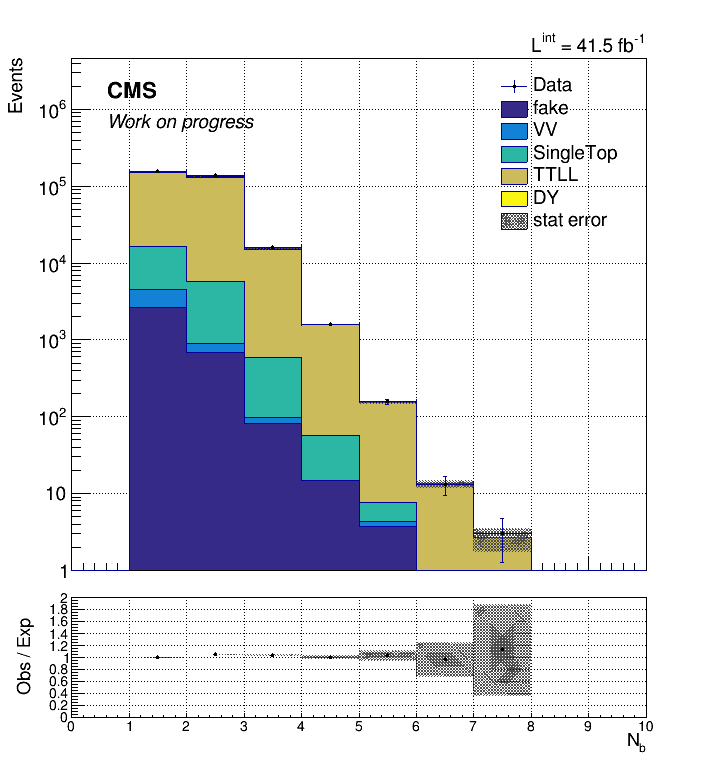 L^int = 41.5 fb^-1
Events
CMS
Work on progress
Data
fake
VV
SingleTop
TTLL
DY
stat error
10^6
10^5
10^4
10^3
10^2
10
1
Obs / Exp
2
1.8
1.6
1.4
1.2
1
0.8
0.6
0.4
0.2
0
0 1 2 3 4 5 6 7 8 9 10
N_b